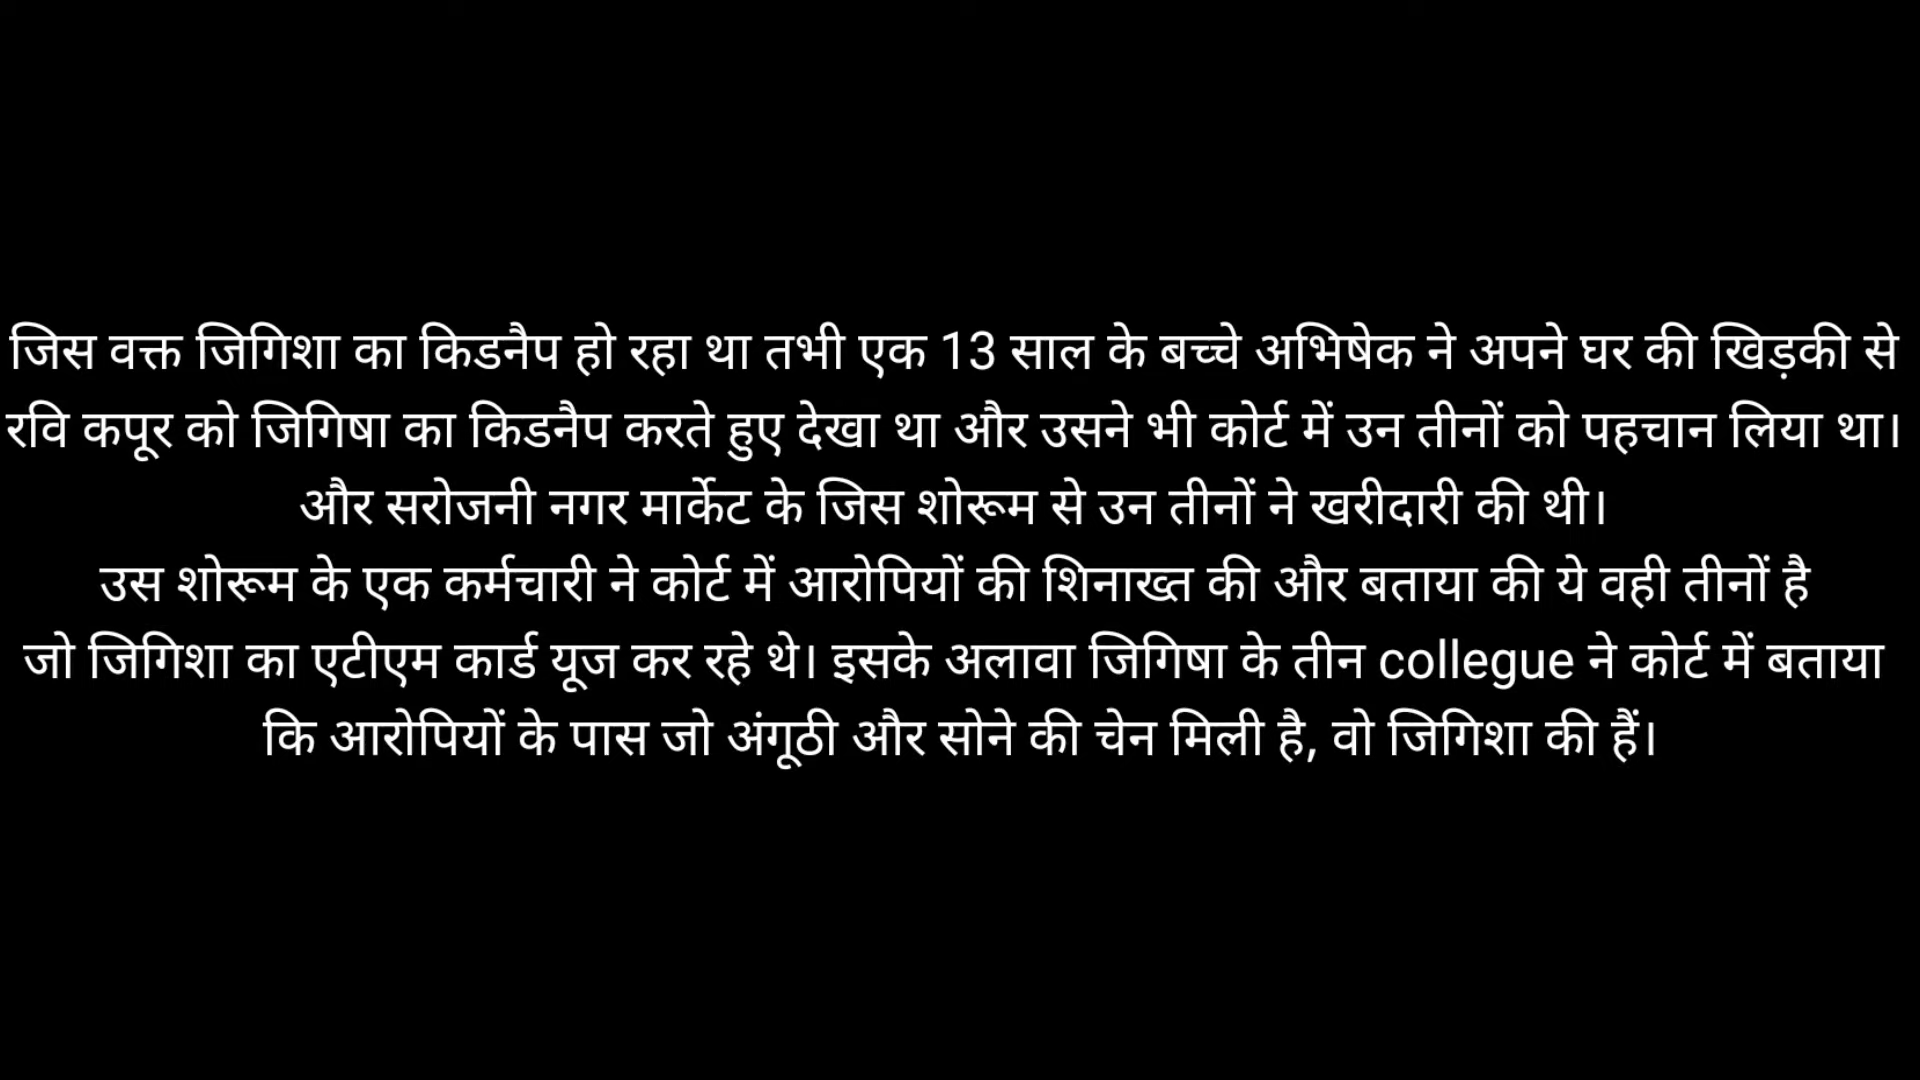 जिस वक्त जिगिशा का किडनैप हो रहा था तभी एक 13 साल के बच्चे अभिषेक ने अपने घर की खिड़की से
रवि कपूर को जिगिषा का किडनैप करते हुए देखा था और उसने भी कोर्ट में उन तीनों को पहचान लिया था।
और सरोजनी नगर मार्केट के जिस शोरूम से उन तीनों ने खरीदारी की थी।
उस शोरूम के एक कर्मचारी ने कोर्ट में आरोपियों की शिनाख्त की और बताया की ये वही तीनों है
जो जिगिशा का एटीएम कार्ड यूज कर रहे थे। इसके अलावा जिगिषा के तीन collegue ने कोर्ट में बताया
कि आरोपियों के पास जो अंगूठी और सोने की चेन मिली है, वो जिगिशा की हैं।